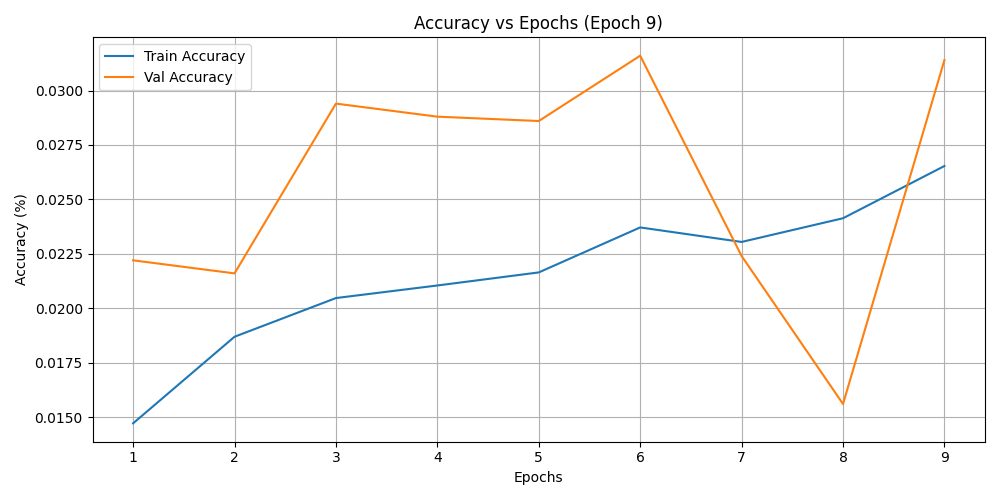 Accuracy vs Epochs (Epoch 9)
Train Accuracy
Val Accuracy
Accuracy (%)
0.0300
0.0275
0.0250
0.0225
0.0200
0.0175
0.0150
1 2 3 4 5 6 7 8 9
Epochs